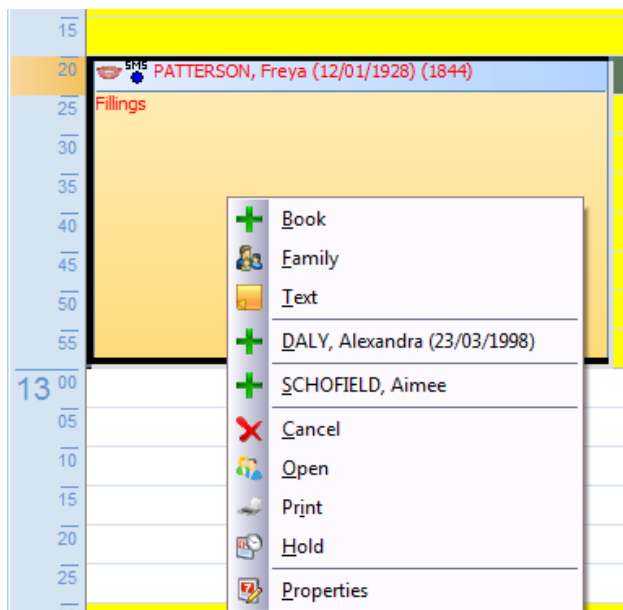 15
20
SMS PATTERSON, Freya (12/01/1928) (1844)
25
Fillings
30
35
40
45
50
55
Book
Family
Text
DALY, Alexandra (23/03/1998)
SCHOFIELD, Aimee
Cancel
Open
Print
Hold
Properties
13 00
05
10
15
20
25